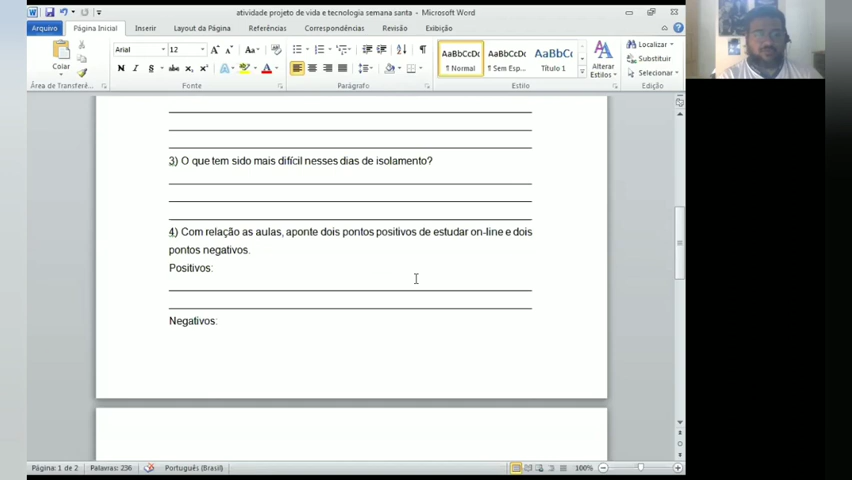 atividade projeto de vida e tecnologia semana santa - Microsoft Word
Arquivo Página Inicial Inserir Layout da Página Referências Correspondências Revisão Exibição
Arial 12
AaBbCcDc AaBbCcDc AaBbCc
Localizar
Substituir
Selecionar
Colar
N I S abc x₂ x²
¶ Normal ¶ Sem Esp... Título 1
Alterar
Estilos
Área de Transferê... Fonte Parágrafo Estilo Edição
3) O que tem sido mais difícil nesses dias de isolamento?
4) Com relação as aulas, aponte dois pontos positivos de estudar on-line e dois
pontos negativos.
Positivos:
Negativos:
Página: 1 de 2 Palavras: 236 Português (Brasil) 100%